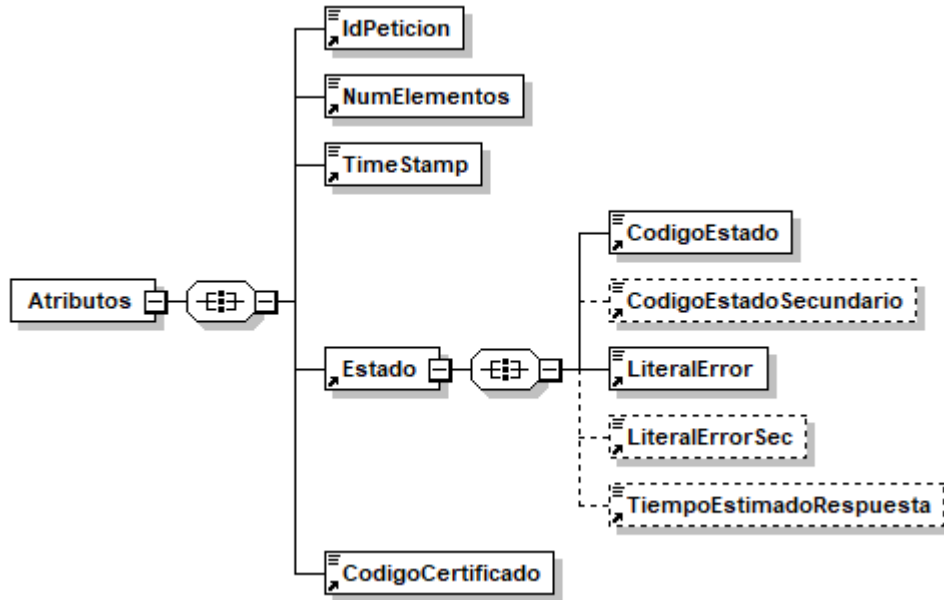 IdPeticion
NumElementos
TimeStamp
CodigoEstado
CodigoEstadoSecundario
Atributos
Estado
LiteralError
LiteralErrorSec
TiempoEstimadoRespuesta
CodigoCertificado